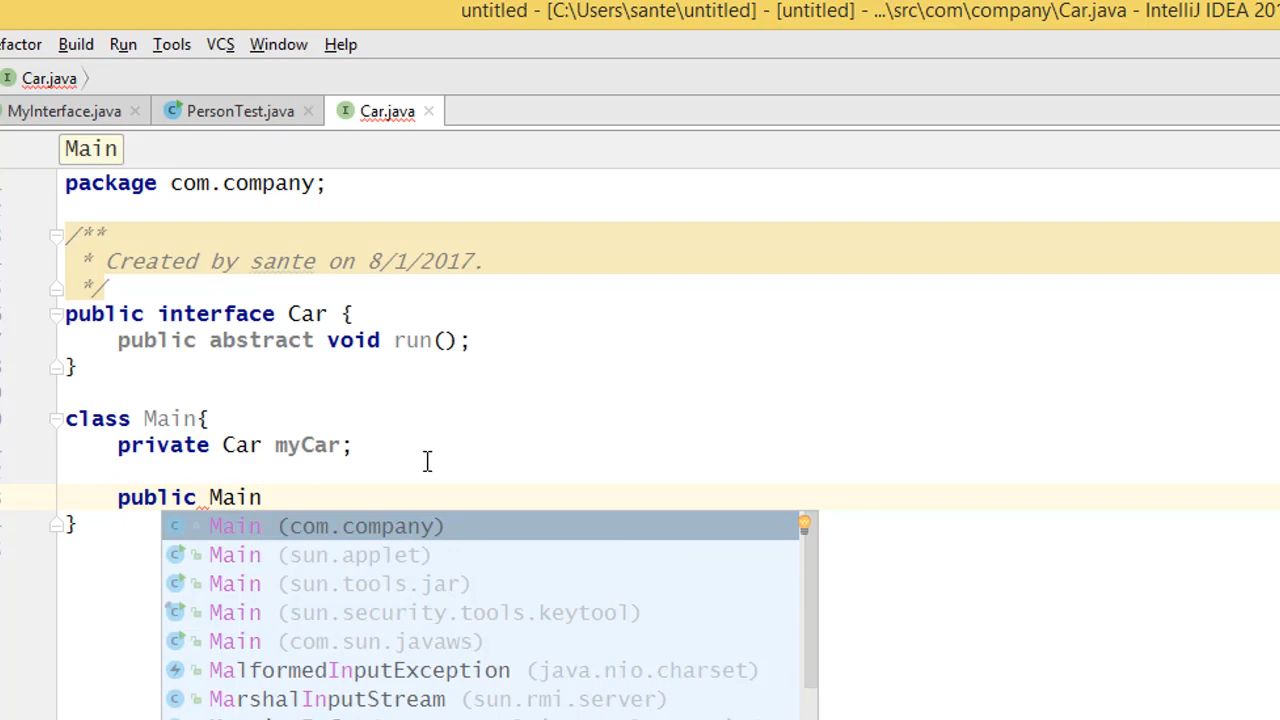 untitled - [C:\Users\sante\untitled] - [untitled] - ...\src\com\company\Car.java - IntelliJ IDEA 201
efactor Build Run Tools VCS Window Help
Car.java
MyInterface.java PersonTest.java Car.java
Main
package com.company;
/**
* Created by sante on 8/1/2017.
*/
public interface Car {
public abstract void run();
}
class Main{
private Car myCar;
public Main
}
Main (com.company)
Main (sun.applet)
Main (sun.tools.jar)
Main (sun.security.tools.keytool)
Main (com.sun.javaws)
MalformedInputException (java.nio.charset)
MarshalInputStream (sun.rmi.server)